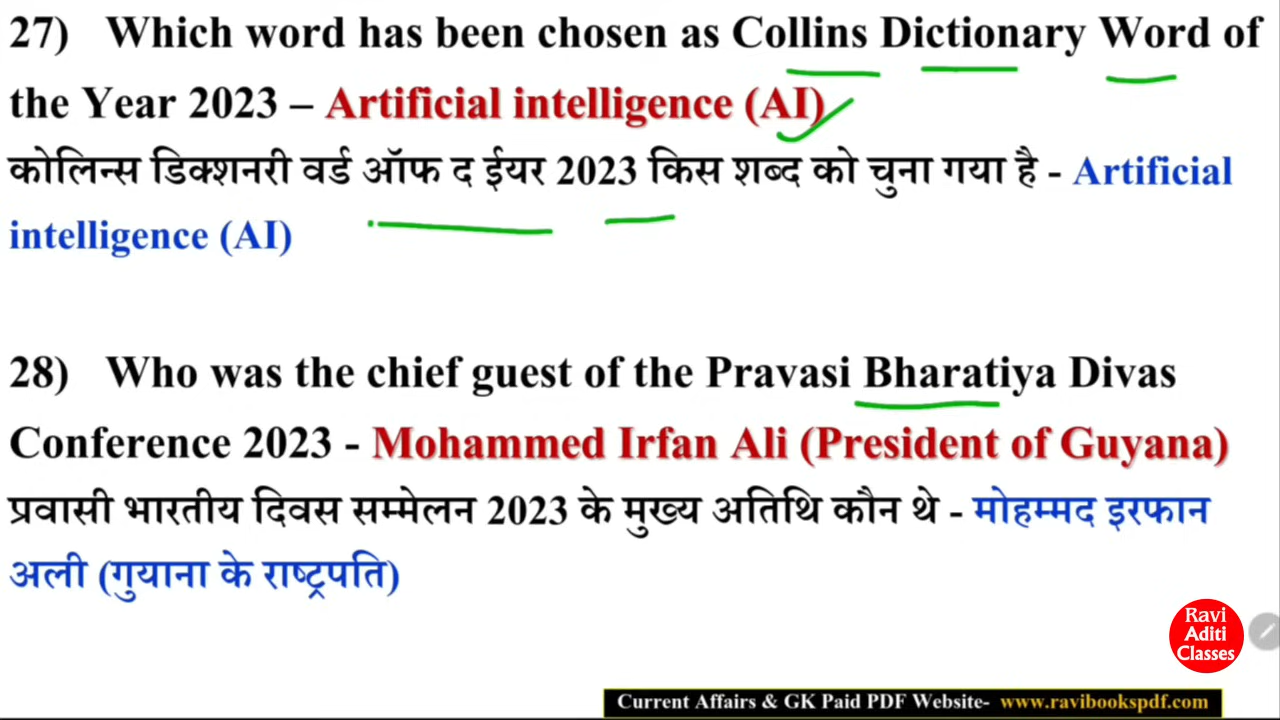 27) Which word has been chosen as Collins Dictionary Word of
the Year 2023 – Artificial intelligence (AI)
कोलिन्स डिक्शनरी वर्ड ऑफ द ईयर 2023 किस शब्द को चुना गया है - Artificial
intelligence (AI)
28) Who was the chief guest of the Pravasi Bharatiya Divas
Conference 2023 - Mohammed Irfan Ali (President of Guyana)
प्रवासी भारतीय दिवस सम्मेलन 2023 के मुख्य अतिथि कौन थे - मोहम्मद इरफान
अली (गुयाना के राष्ट्रपति)
Ravi
Aditi
Classes
Current Affairs & GK Paid PDF Website- www.ravibookspdf.com